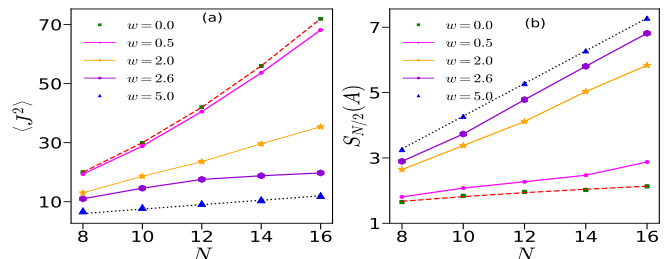 (a)
w = 0.0
w = 0.5
w = 2.0
w = 2.6
w = 5.0
70
50
30
10
⟨J²⟩
8 10 12 14 16
N
(b)
w = 0.0
w = 0.5
w = 2.0
w = 2.6
w = 5.0
7
5
3
1
S_{N/2}(A)
8 10 12 14 16
N